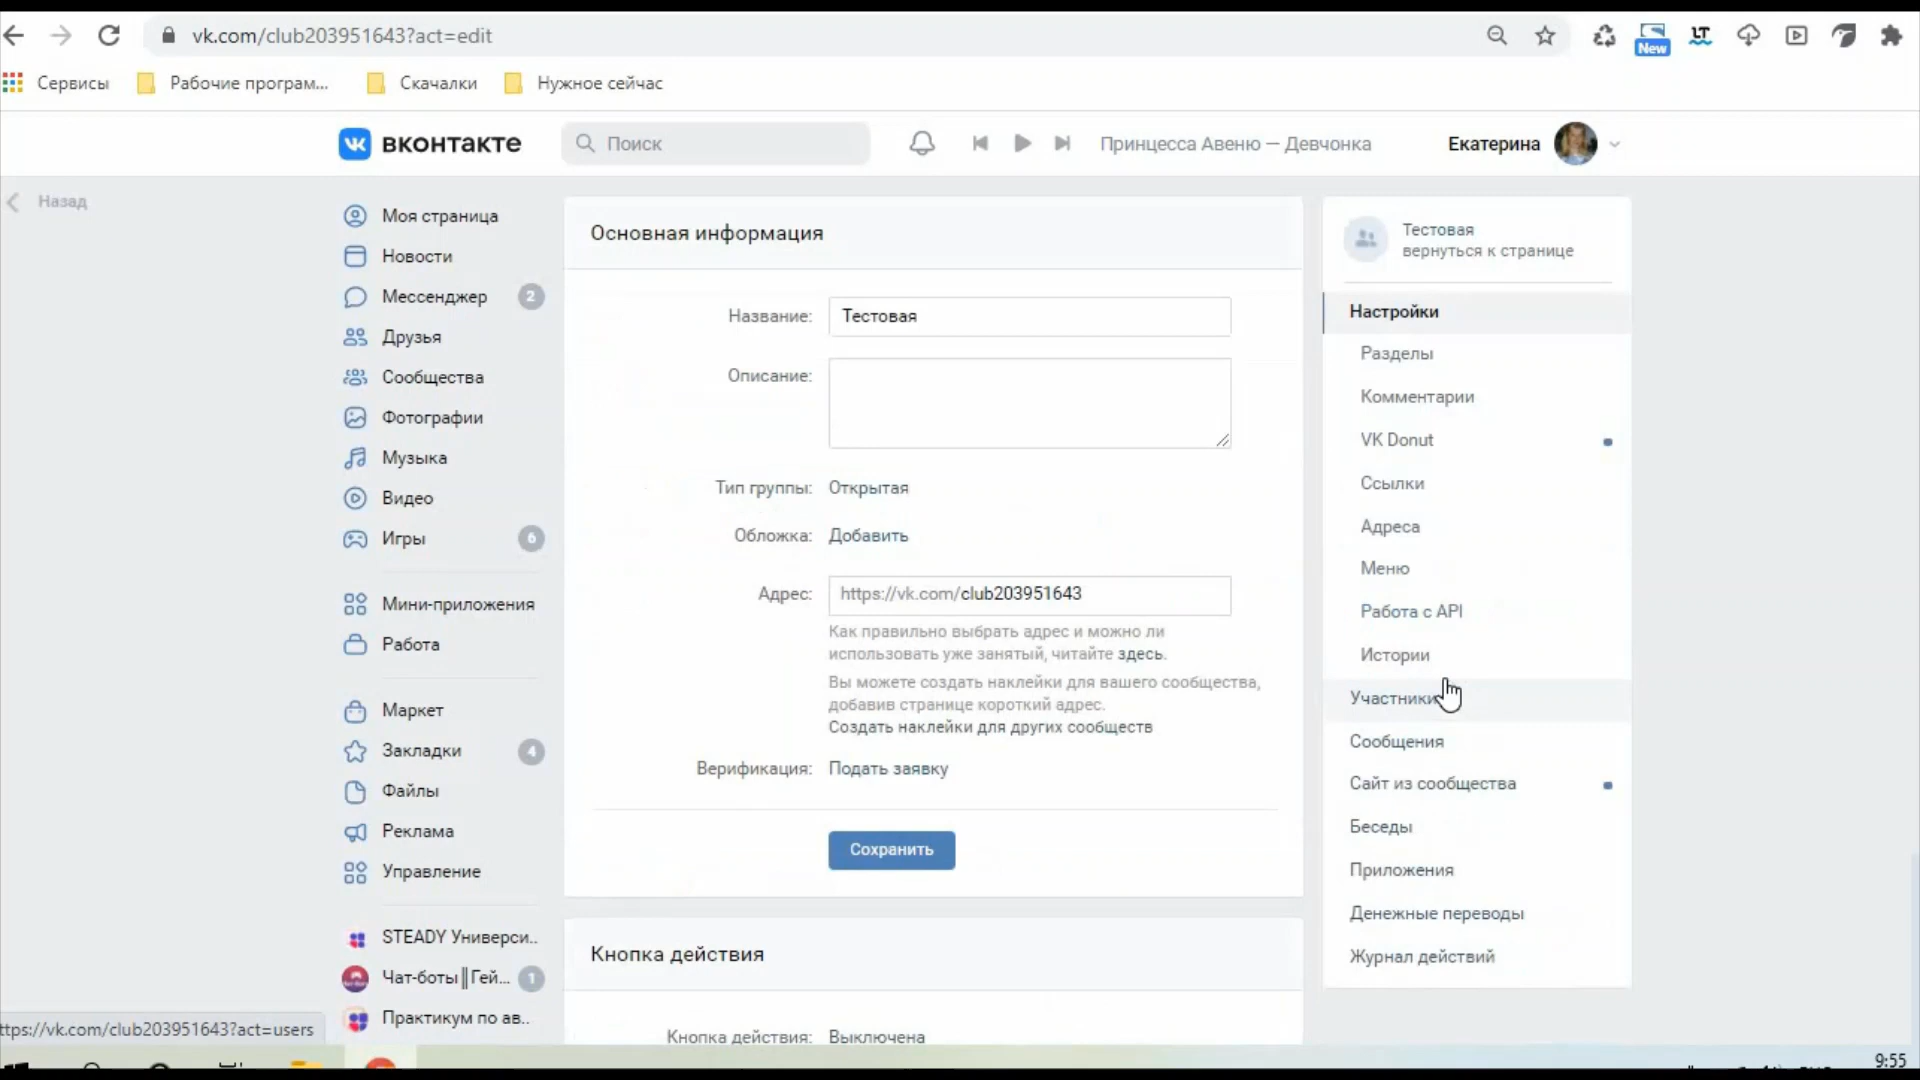 vk.com/club203951643?act=edit
New
LT
Сервисы
Рабочие програм...
Скачалки
Нужное сейчас
вконтакте
Поиск
Принцесса Авеню — Девчонка
Екатерина
Назад
Моя страница
Новости
Мессенджер 2
Друзья
Сообщества
Фотографии
Музыка
Видео
Игры 6
Мини-приложения
Работа
Маркет
Закладки 4
Файлы
Реклама
Управление
STEADY Универси..
Чат-боты║Гей... 1
Практикум по ав..
ttps://vk.com/club203951643?act=users
Основная информация
Название: Тестовая
Описание:
Тип группы: Открытая
Обложка: Добавить
Адрес: https://vk.com/club203951643
Как правильно выбрать адрес и можно ли
использовать уже занятый, читайте здесь.
Вы можете создать наклейки для вашего сообщества,
добавив странице короткий адрес.
Создать наклейки для других сообществ
Верификация: Подать заявку
Сохранить
Кнопка действия
Кнопка действия: Выключена
Тестовая
вернуться к странице
Настройки
Разделы
Комментарии
VK Donut
Ссылки
Адреса
Меню
Работа с API
Истории
Участники
Сообщения
Сайт из сообщества
Беседы
Приложения
Денежные переводы
Журнал действий
9:55